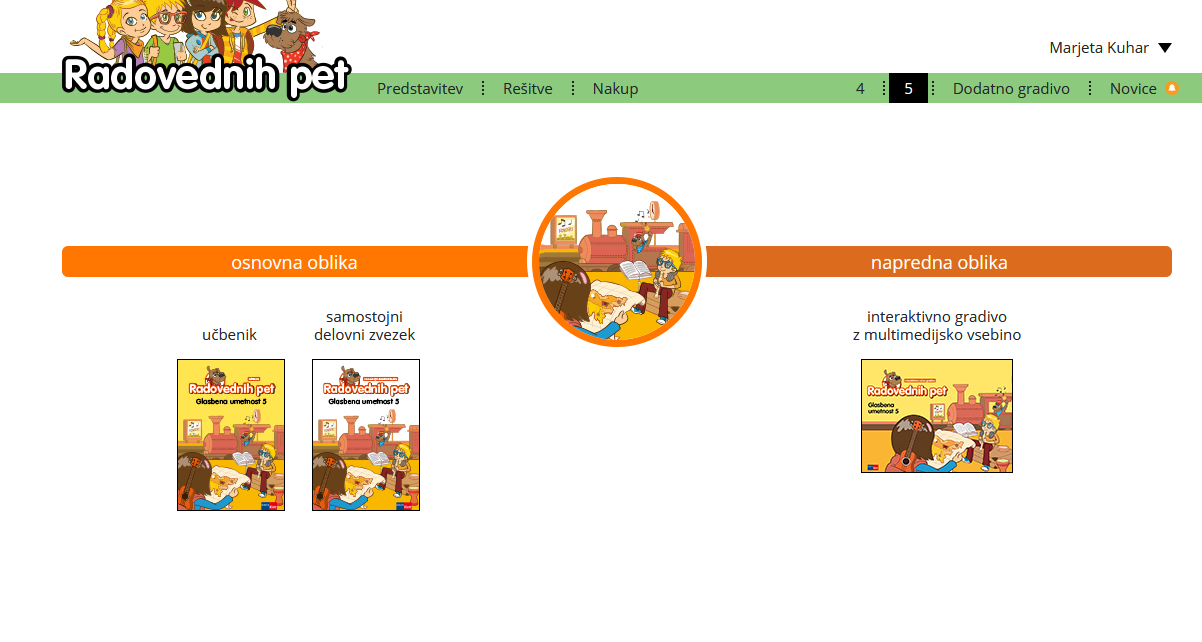 Marjeta Kuhar
Radovednih pet
Predstavitev
Rešitve
Nakup
4
5
Dodatno gradivo
Novice
osnovna oblika
napredna oblika
učbenik
samostojni
delovni zvezek
interaktivno gradivo
z multimedijsko vsebino
Radovednih pet
Glasbena umetnost 5
Radovednih pet
Glasbena umetnost 5
Radovednih pet
Glasbena
umetnost 5